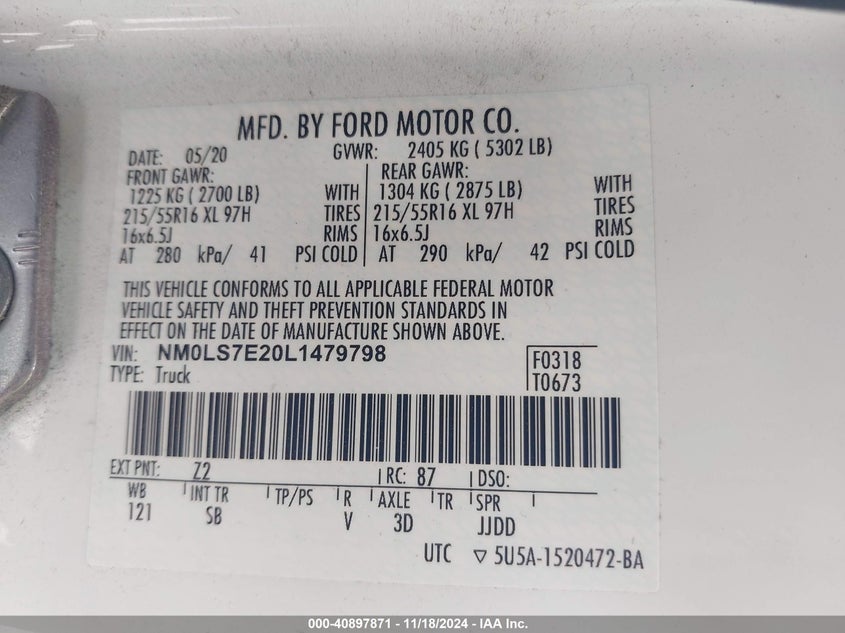 MFD. BY FORD MOTOR CO.
DATE: 05/20 GVWR: 2405 KG ( 5302 LB)
FRONT GAWR: REAR GAWR:
1225 KG ( 2700 LB) WITH 1304 KG ( 2875 LB) WITH
215/55R16 XL 97H TIRES 215/55R16 XL 97H TIRES
16x6.5J RIMS 16x6.5J RIMS
AT 280 kPa/ 41 PSI COLD AT 290 kPa/ 42 PSI COLD
THIS VEHICLE CONFORMS TO ALL APPLICABLE FEDERAL MOTOR
VEHICLE SAFETY AND THEFT PREVENTION STANDARDS IN
EFFECT ON THE DATE OF MANUFACTURE SHOWN ABOVE.
VIN: NM0LS7E20L1479798 F0318
TYPE: Truck T0673
EXT PNT: Z2 RC: 87 DSO:
WB INT TR TP/PS R AXLE TR SPR
121 SB V 3D JJDD
UTC ▽ 5U5A-1520472-BA
000-40897871 - 11/18/2024 - IAA Inc.